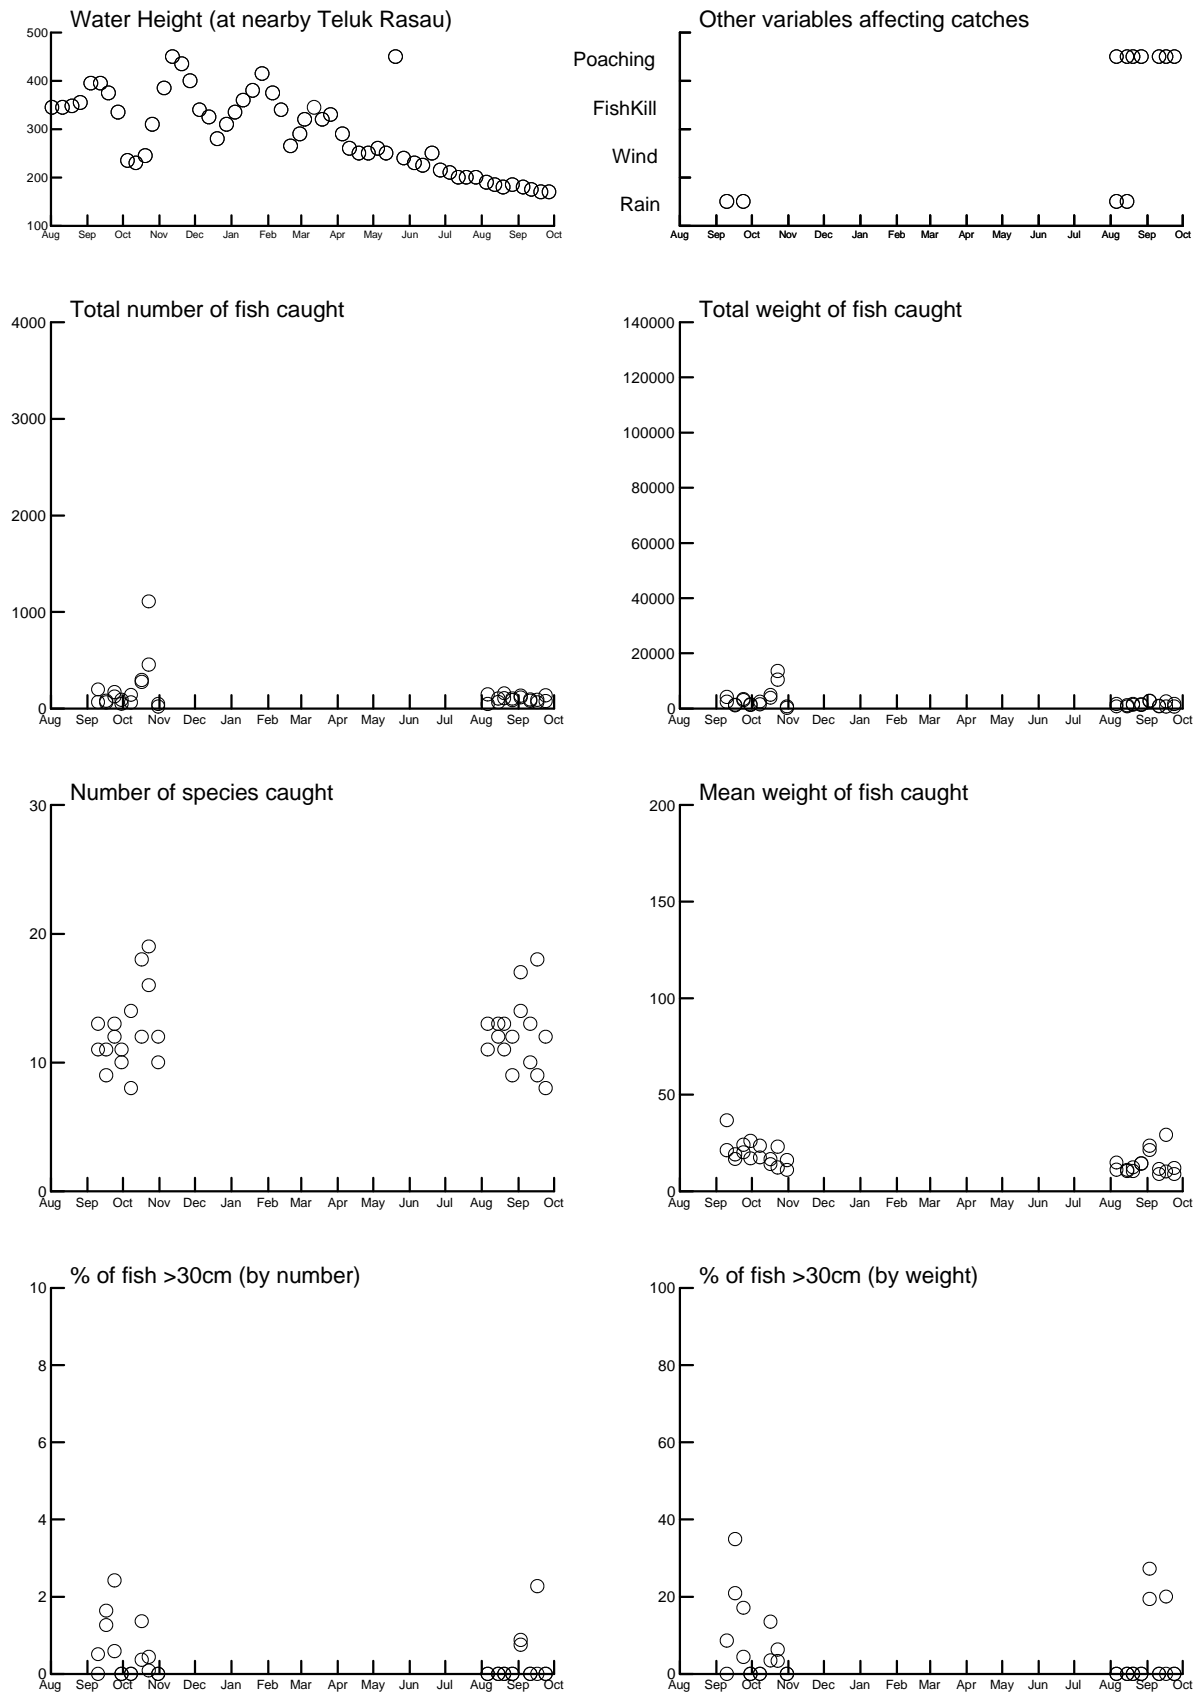 Water Height (at nearby Teluk Rasau)
500
400
300
200
100
Aug Sep Oct Nov Dec Jan Feb Mar Apr May Jun Jul Aug Sep Oct
Other variables affecting catches
Poaching
FishKill
Wind
Rain
Aug Sep Oct Nov Dec Jan Feb Mar Apr May Jun Jul Aug Sep Oct
Total number of fish caught
4000
3000
2000
1000
0
Aug Sep Oct Nov Dec Jan Feb Mar Apr May Jun Jul Aug Sep Oct
Total weight of fish caught
140000
120000
100000
80000
60000
40000
20000
0
Aug Sep Oct Nov Dec Jan Feb Mar Apr May Jun Jul Aug Sep Oct
Number of species caught
30
20
10
0
Aug Sep Oct Nov Dec Jan Feb Mar Apr May Jun Jul Aug Sep Oct
Mean weight of fish caught
200
150
100
50
0
Aug Sep Oct Nov Dec Jan Feb Mar Apr May Jun Jul Aug Sep Oct
% of fish >30cm (by number)
10
8
6
4
2
0
Aug Sep Oct Nov Dec Jan Feb Mar Apr May Jun Jul Aug Sep Oct
% of fish >30cm (by weight)
100
80
60
40
20
0
Aug Sep Oct Nov Dec Jan Feb Mar Apr May Jun Jul Aug Sep Oct